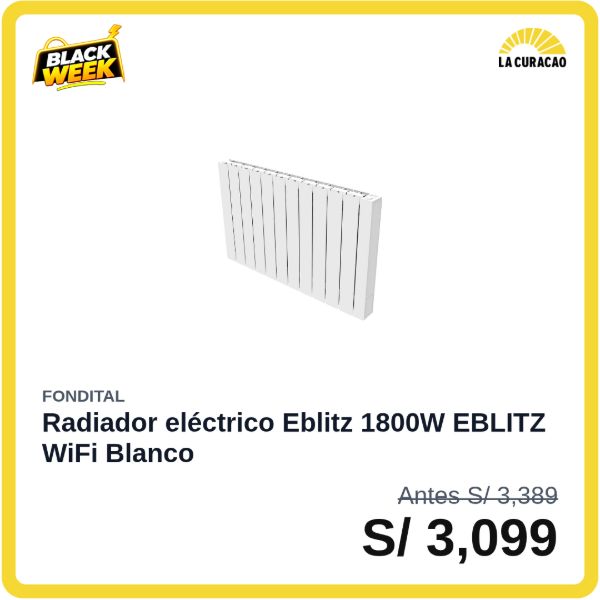 BLACK
WEEK
LA CURACAO
FONDITAL
Radiador eléctrico Eblitz 1800W EBLITZ
WiFi Blanco
Antes S/ 3,389
S/ 3,099